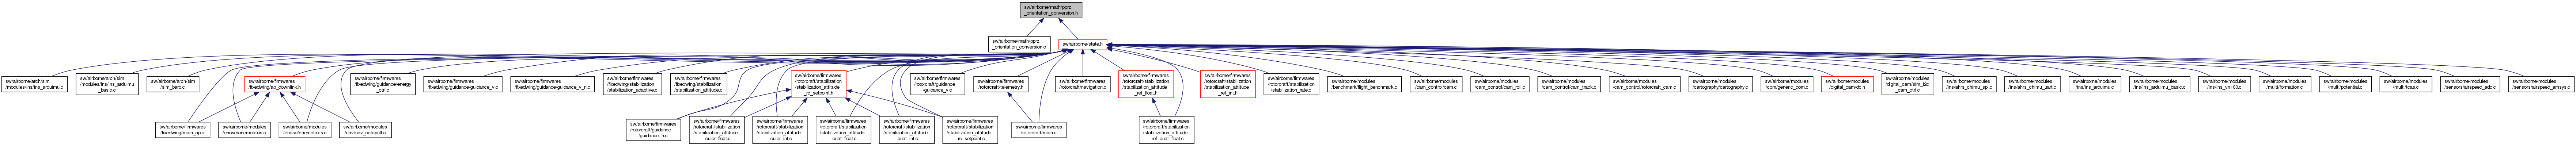 sw/airborne/math/pprz
_orientation_conversion.h
sw/airborne/math/pprz
_orientation_conversion.c
sw/airborne/state.h
sw/airborne/arch/sim
/modules/ins/ins_arduimu.c
sw/airborne/arch/sim
/modules/ins/ins_arduimu
_basic.c
sw/airborne/arch/sim
/sim_baro.c
sw/airborne/firmwares
/fixedwing/ap_downlink.h
sw/airborne/firmwares
/fixedwing/guidance/energy
_ctrl.c
sw/airborne/firmwares
/fixedwing/guidance/guidance_v.c
sw/airborne/firmwares
/fixedwing/guidance/guidance_v_n.c
sw/airborne/firmwares
/fixedwing/stabilization
/stabilization_adaptive.c
sw/airborne/firmwares
/fixedwing/stabilization
/stabilization_attitude.c
sw/airborne/firmwares
/rotorcraft/stabilization
/stabilization_attitude
_rc_setpoint.h
sw/airborne/firmwares
/rotorcraft/guidance
/guidance_v.c
sw/airborne/firmwares
/rotorcraft/telemetry.h
sw/airborne/firmwares
/rotorcraft/navigation.c
sw/airborne/firmwares
/rotorcraft/stabilization
/stabilization_attitude
_ref_float.h
sw/airborne/firmwares
/rotorcraft/stabilization
/stabilization_attitude
_ref_int.h
sw/airborne/firmwares
/rotorcraft/stabilization
/stabilization_rate.c
sw/airborne/modules
/benchmark/flight_benchmark.c
sw/airborne/modules
/cam_control/cam.c
sw/airborne/modules
/cam_control/cam_roll.c
sw/airborne/modules
/cam_control/cam_track.c
sw/airborne/modules
/cam_control/rotorcraft_cam.c
sw/airborne/modules
/cartography/cartography.c
sw/airborne/modules
/com/generic_com.c
sw/airborne/modules
/digital_cam/dc.h
sw/airborne/modules
/digital_cam/sim_i2c
_cam_ctrl.c
sw/airborne/modules
/ins/ahrs_chimu_spi.c
sw/airborne/modules
/ins/ahrs_chimu_uart.c
sw/airborne/modules
/ins/ins_arduimu.c
sw/airborne/modules
/ins/ins_arduimu_basic.c
sw/airborne/modules
/ins/ins_vn100.c
sw/airborne/modules
/multi/formation.c
sw/airborne/modules
/multi/potential.c
sw/airborne/modules
/multi/tcas.c
sw/airborne/modules
/sensors/airspeed_adc.c
sw/airborne/modules
/sensors/airspeed_amsys.c
sw/airborne/firmwares
/fixedwing/main_ap.c
sw/airborne/modules
/enose/anemotaxis.c
sw/airborne/modules
/enose/chemotaxis.c
sw/airborne/modules
/nav/nav_catapult.c
sw/airborne/firmwares
/rotorcraft/guidance
/guidance_h.c
sw/airborne/firmwares
/rotorcraft/stabilization
/stabilization_attitude
_euler_float.c
sw/airborne/firmwares
/rotorcraft/stabilization
/stabilization_attitude
_euler_int.c
sw/airborne/firmwares
/rotorcraft/stabilization
/stabilization_attitude
_quat_float.c
sw/airborne/firmwares
/rotorcraft/stabilization
/stabilization_attitude
_quat_int.c
sw/airborne/firmwares
/rotorcraft/stabilization
/stabilization_attitude
_rc_setpoint.c
sw/airborne/firmwares
/rotorcraft/main.c
sw/airborne/firmwares
/rotorcraft/stabilization
/stabilization_attitude
_ref_quat_float.c